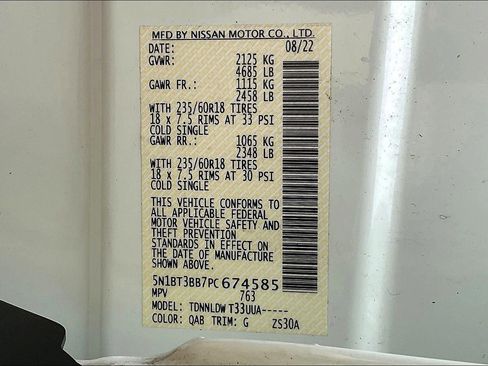 MFD BY NISSAN MOTOR CO., LTD.
DATE: 08/22
GVWR: 2125 KG
4685 LB
GAWR FR.: 1115 KG
2458 LB
WITH 235/60R18 TIRES
18 x 7.5 RIMS AT 33 PSI
COLD SINGLE
GAWR RR.: 1065 KG
2348 LB
WITH 235/60R18 TIRES
18 x 7.5 RIMS AT 30 PSI
COLD SINGLE
THIS VEHICLE CONFORMS TO
ALL APPLICABLE FEDERAL
MOTOR VEHICLE SAFETY AND
THEFT PREVENTION
STANDARDS IN EFFECT ON
THE DATE OF MANUFACTURE
SHOWN ABOVE.
5N1BT3BB7PC674585
MPV 763
MODEL: TDNNLDWT33UUA-----
COLOR: QAB TRIM: G ZS30A